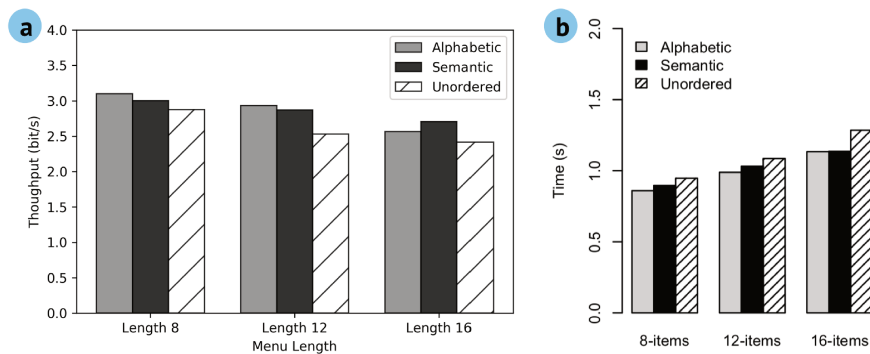 a
4.0
3.5
3.0
2.5
2.0
1.5
1.0
0.5
0.0
Thoughput (bit/s)
Alphabetic
Semantic
Unordered
Length 8
Length 12
Length 16
Menu Length
b
2.0
1.5
1.0
0.5
0.0
Time (s)
Alphabetic
Semantic
Unordered
8-items
12-items
16-items